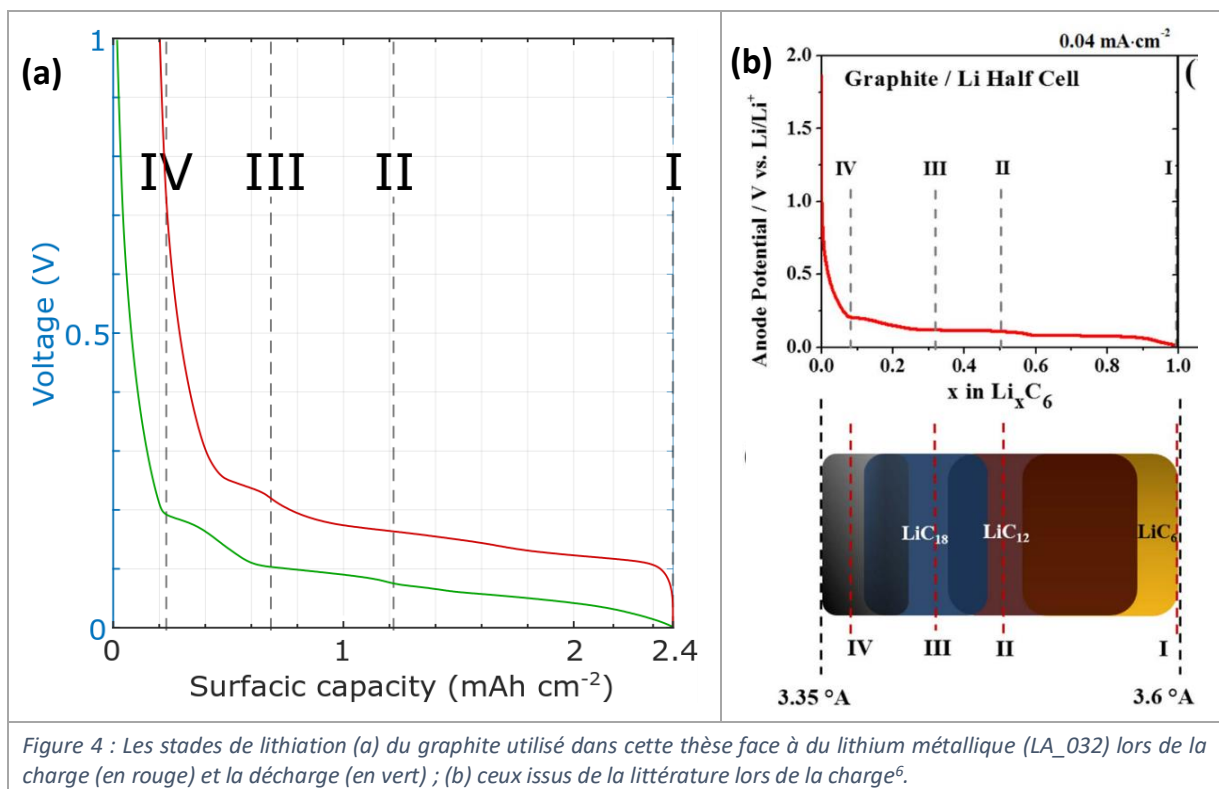 (a)
1
0.5
0
Voltage (V)
IV
III
II
I
0
1
2
2.4
Surfacic capacity (mAh cm-2)
(b)
0.04 mA·cm-2
(
Graphite / Li Half Cell
2.0
1.5
1.0
0.5
0.0
Anode Potential / V vs. Li/Li+
IV
III
II
I
0.0
0.2
0.4
0.6
0.8
1.0
x in LixC6
LiC18
LiC12
LiC6
IV
III
II
I
3.35 °A
3.6 °A
Figure 4 : Les stades de lithiation (a) du graphite utilisé dans cette thèse face à du lithium métallique (LA_032) lors de la
charge (en rouge) et la décharge (en vert) ; (b) ceux issus de la littérature lors de la charge6.